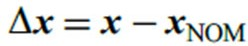 Δx = x − x_NOM